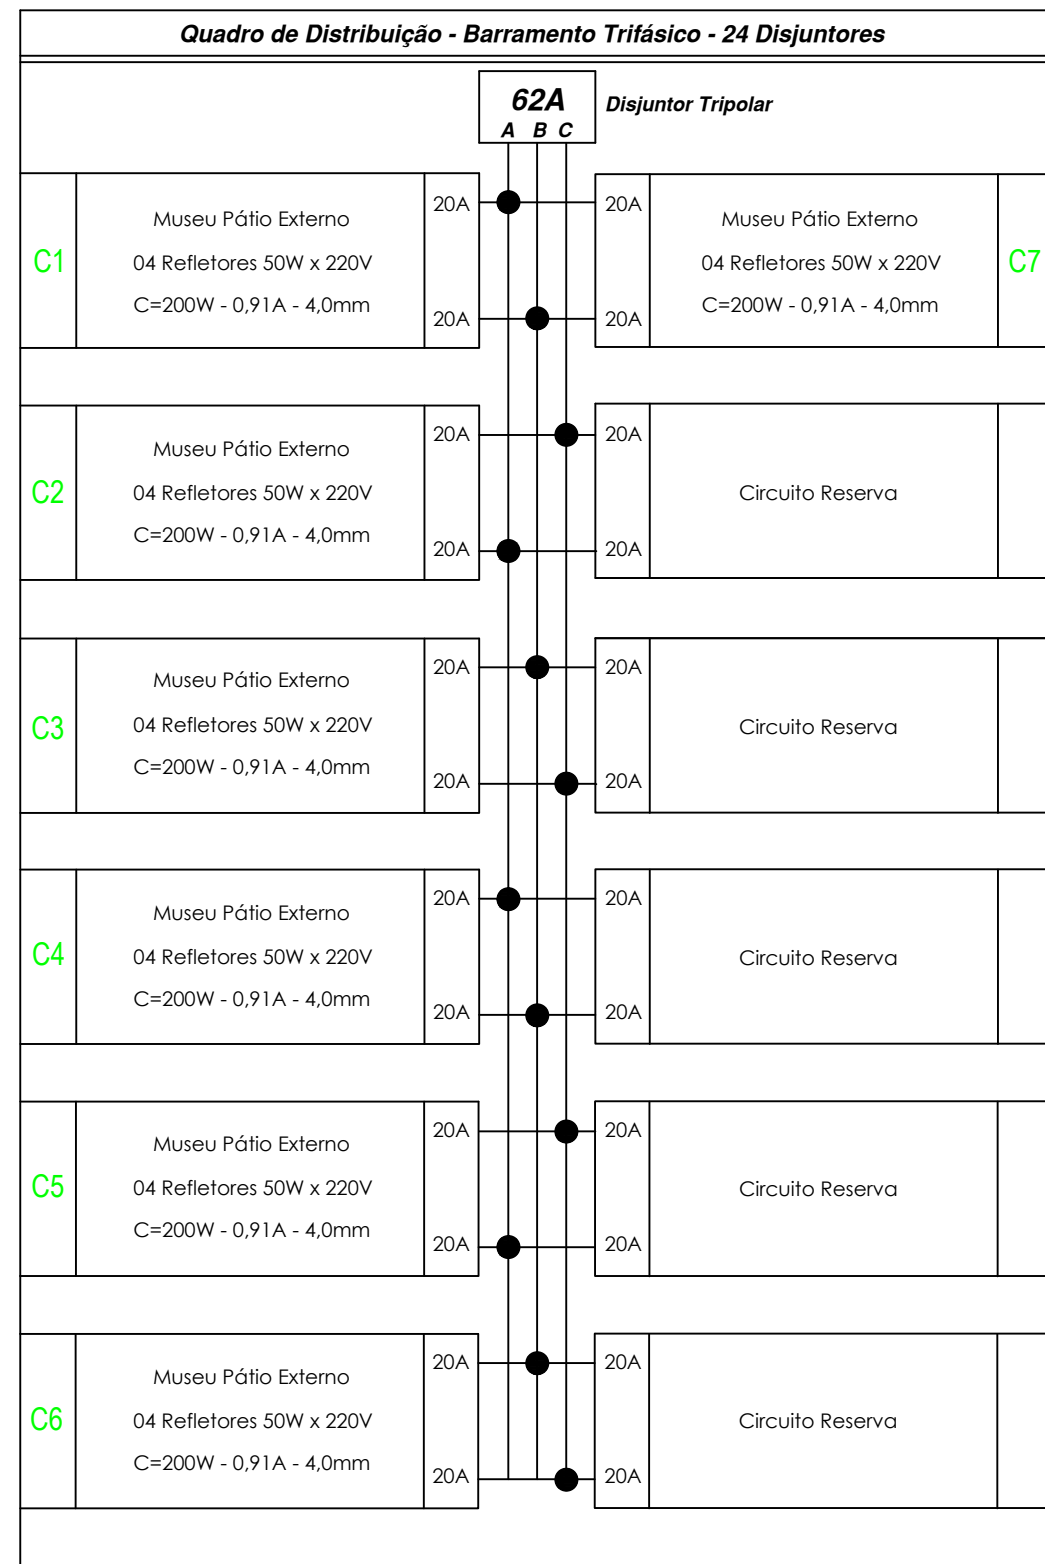 Quadro de Distribuição - Barramento Trifásico - 24 Disjuntores
62A
Disjuntor Tripolar
A B C
C1
Museu Pátio Externo
04 Refletores 50W x 220V
C=200W - 0,91A - 4,0mm
20A
20A
20A
20A
Museu Pátio Externo
04 Refletores 50W x 220V
C=200W - 0,91A - 4,0mm
C7
C2
Museu Pátio Externo
04 Refletores 50W x 220V
C=200W - 0,91A - 4,0mm
20A
20A
20A
20A
Circuito Reserva
C3
Museu Pátio Externo
04 Refletores 50W x 220V
C=200W - 0,91A - 4,0mm
20A
20A
20A
20A
Circuito Reserva
C4
Museu Pátio Externo
04 Refletores 50W x 220V
C=200W - 0,91A - 4,0mm
20A
20A
20A
20A
Circuito Reserva
C5
Museu Pátio Externo
04 Refletores 50W x 220V
C=200W - 0,91A - 4,0mm
20A
20A
20A
20A
Circuito Reserva
C6
Museu Pátio Externo
04 Refletores 50W x 220V
C=200W - 0,91A - 4,0mm
20A
20A
20A
20A
Circuito Reserva